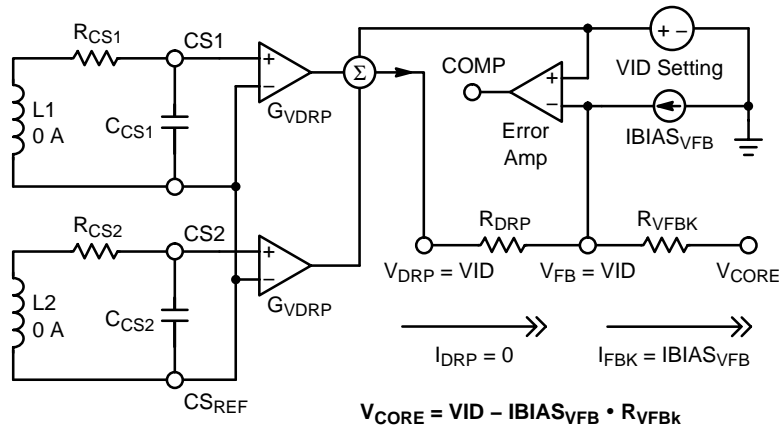 R_CS1
CS1
+
−
L1
0 A
C_CS1
G_VDRP
Σ
COMP
+
−
Error
Amp
+ −
VID Setting
IBIAS_VFB
R_CS2
CS2
+
−
L2
0 A
C_CS2
G_VDRP
CS_REF
R_DRP
R_VFBK
V_DRP = VID
V_FB = VID
V_CORE
I_DRP = 0
I_FBK = IBIAS_VFB
V_CORE = VID – IBIAS_VFB • R_VFBk